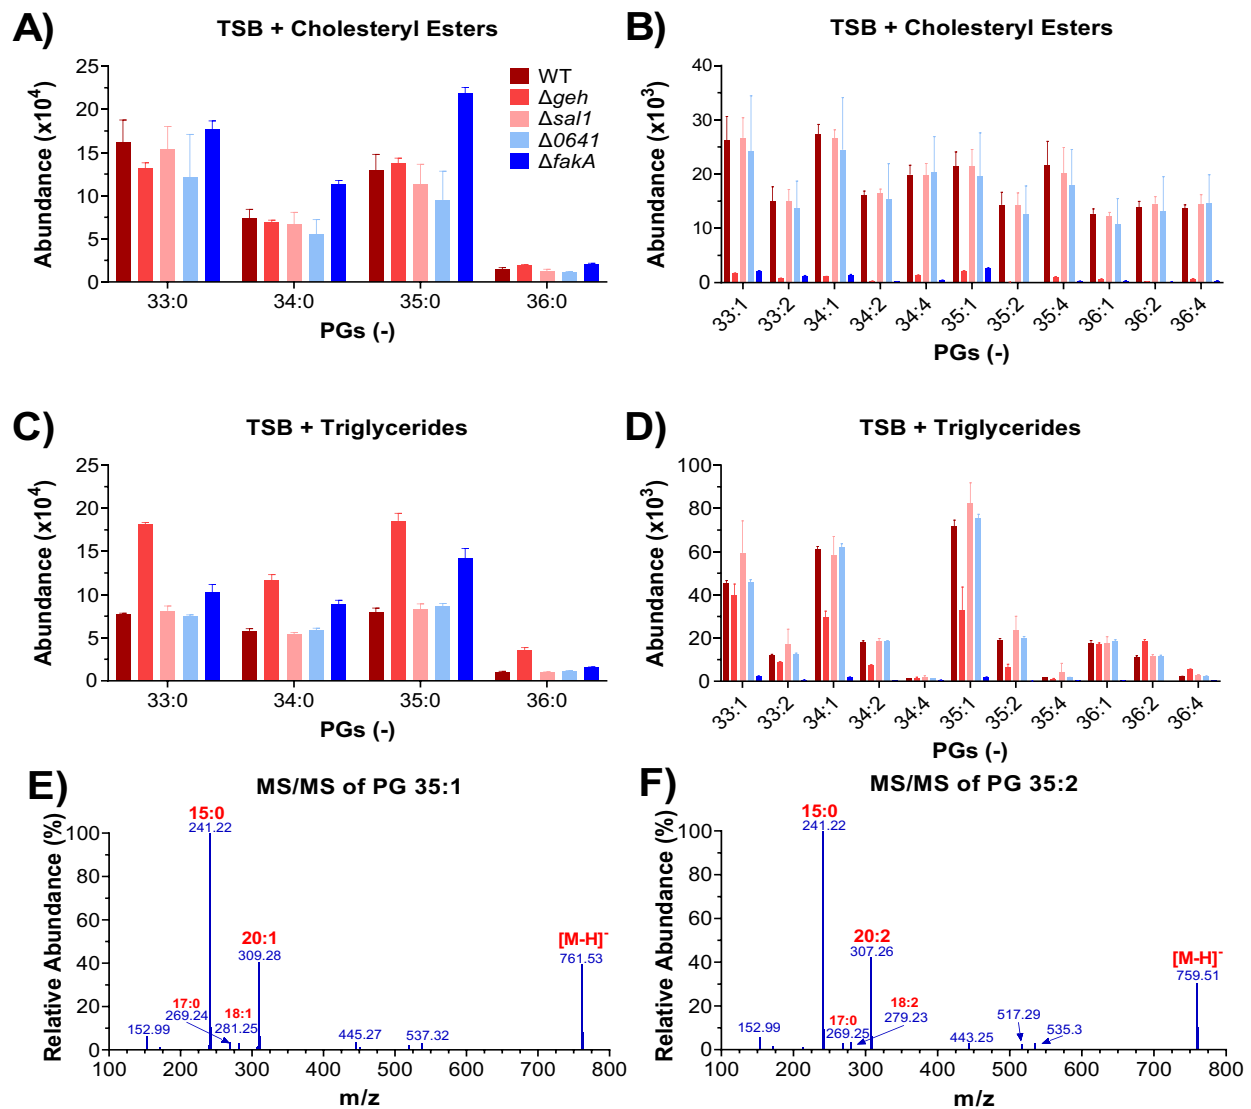 A)
TSB + Cholesteryl Esters
Abundance (x10⁴)
25
20
15
10
5
0
33:0 34:0 35:0 36:0
PGs (-)
WT
Δgeh
Δsal1
Δ0641
ΔfakA
B)
TSB + Cholesteryl Esters
Abundance (x10³)
40
30
20
10
0
33:1 33:2 34:1 34:2 34:4 35:1 35:2 35:4 36:1 36:2 36:4
PGs (-)
C)
TSB + Triglycerides
Abundance (x10⁴)
25
20
15
10
5
0
33:0 34:0 35:0 36:0
PGs (-)
D)
TSB + Triglycerides
Abundance (x10³)
100
80
60
40
20
0
33:1 33:2 34:1 34:2 34:4 35:1 35:2 35:4 36:1 36:2 36:4
PGs (-)
E)
MS/MS of PG 35:1
Relative Abundance (%)
100
80
60
40
20
0
15:0
241.22
20:1
309.28
[M-H]⁻
761.53
17:0
269.24
18:1
281.25
152.99
445.27
537.32
100 200 300 400 500 600 700 800
m/z
F)
MS/MS of PG 35:2
Relative Abundance (%)
100
80
60
40
20
0
15:0
241.22
20:2
307.26
[M-H]⁻
759.51
18:2
279.23
17:0
269.25
152.99
443.25
517.29
535.3
100 200 300 400 500 600 700 800
m/z